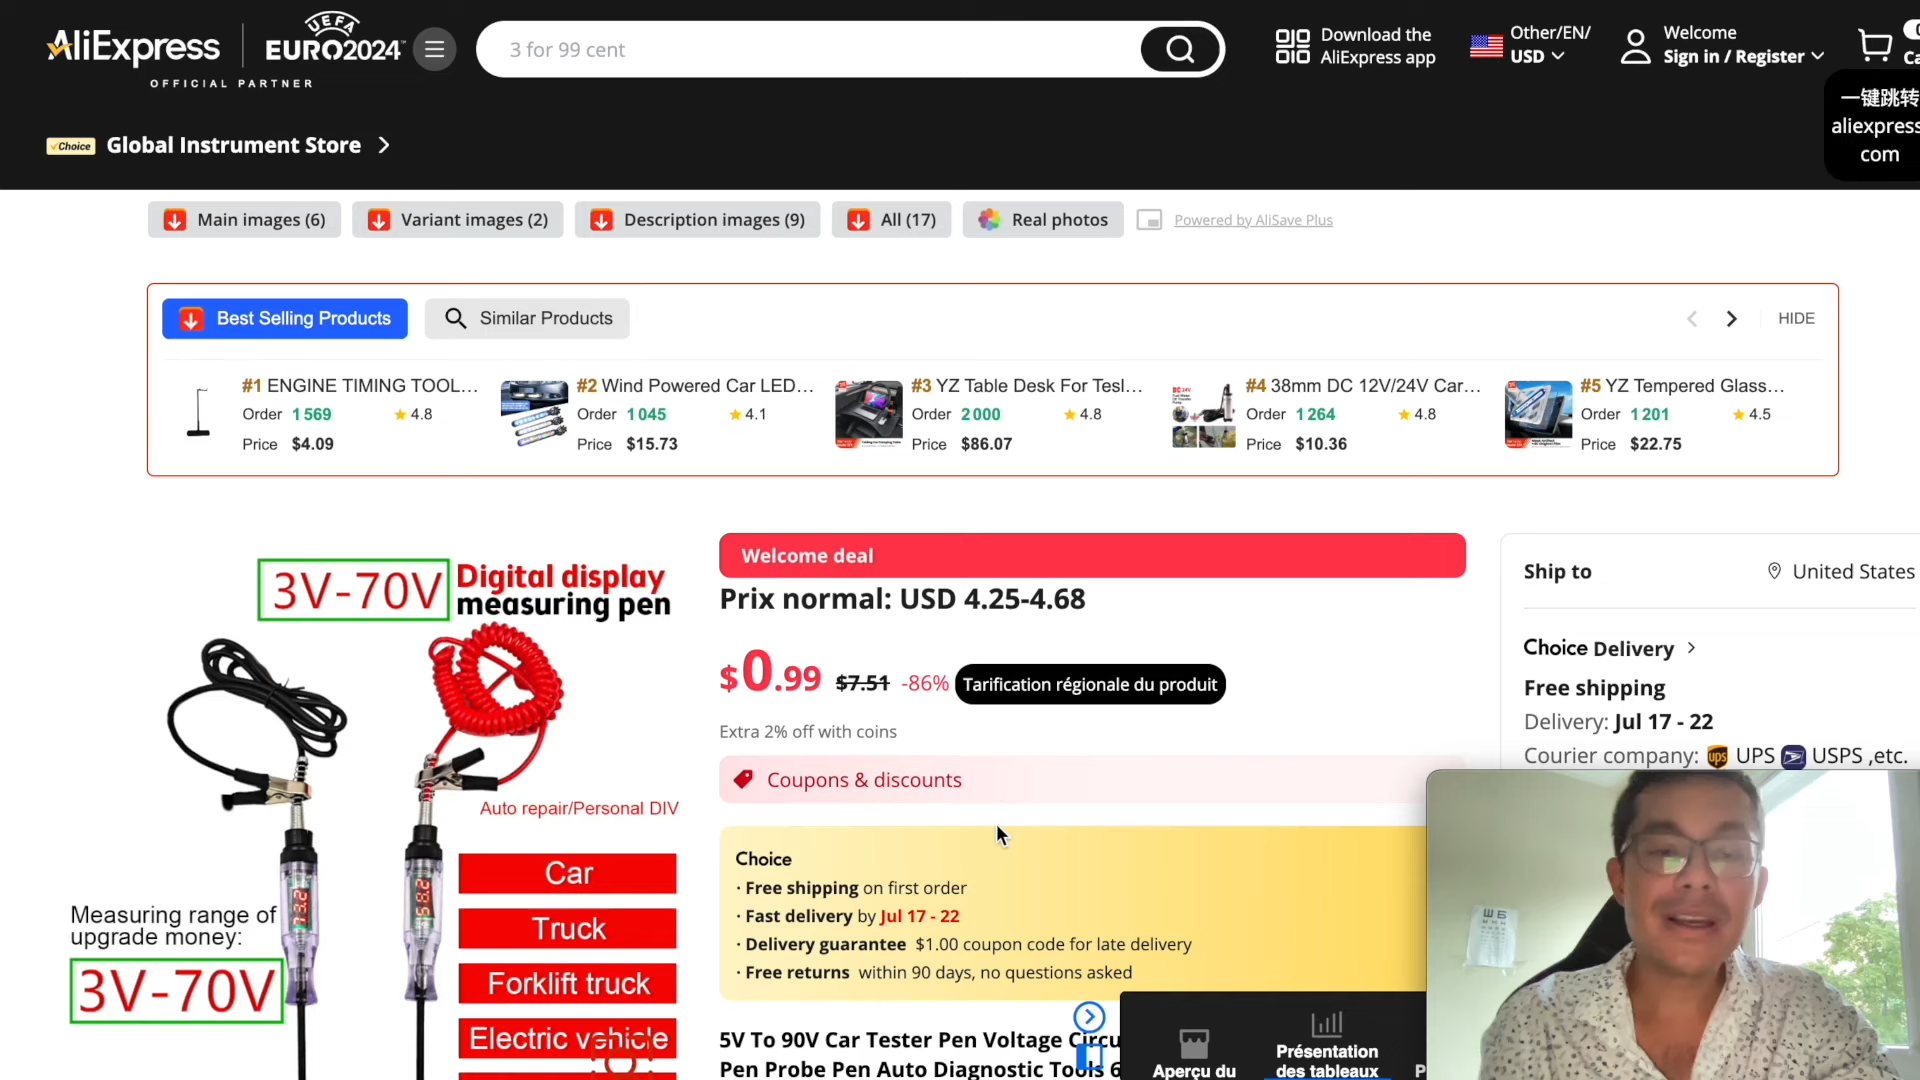 AliExpress
UEFA
EURO2024™
OFFICIAL PARTNER
3 for 99 cent
Download the
AliExpress app
Other/EN/
USD
Welcome
Sign in / Register
一键跳转
aliexpress
com
✓Choice Global Instrument Store
Main images (6)
Variant images (2)
Description images (9)
All (17)
Real photos
Powered by AliSave Plus
Best Selling Products
Similar Products
HIDE
#1 ENGINE TIMING TOOL...
Order 1 569 ★ 4.8
Price $4.09
#2 Wind Powered Car LED...
Order 1 045 ★ 4.1
Price $15.73
#3 YZ Table Desk For Tesl...
Order 2 000 ★ 4.8
Price $86.07
#4 38mm DC 12V/24V Car...
Order 1 264 ★ 4.8
Price $10.36
#5 YZ Tempered Glass...
Order 1 201 ★ 4.5
Price $22.75
3V-70V
Digital display
measuring pen
Auto repair/Personal DIV
Car
Truck
Forklift truck
Electric vehicle
Measuring range of
upgrade money:
3V-70V
Welcome deal
Prix normal: USD 4.25-4.68
$0.99 $7.51 -86% Tarification régionale du produit
Extra 2% off with coins
Coupons & discounts
Choice
· Free shipping on first order
· Fast delivery by Jul 17 - 22
· Delivery guarantee $1.00 coupon code for late delivery
· Free returns within 90 days, no questions asked
5V To 90V Car Tester Pen Voltage Circu
Pen Probe Pen Auto Diagnostic Tools 6
Aperçu du
Présentation
des tableaux
P
Ship to
United States
Choice Delivery
Free shipping
Delivery: Jul 17 - 22
Courier company: UPS USPS ,etc.
Ш Б